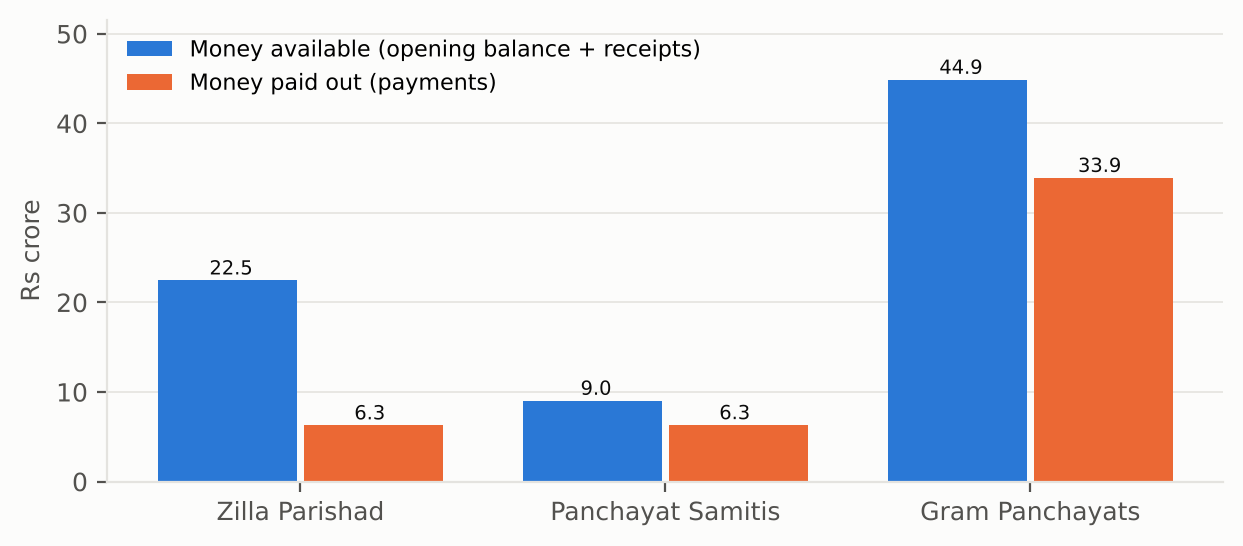 Money available (opening balance + receipts)
Money paid out (payments)
Rs crore
50
40
30
20
10
0
22.5
6.3
9.0
6.3
44.9
33.9
Zilla Parishad
Panchayat Samitis
Gram Panchayats